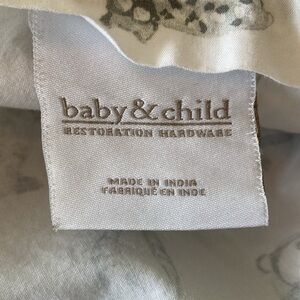 baby & child
RESTORATION HARDWARE
MADE IN INDIA
FABRIQUÉ EN INDE